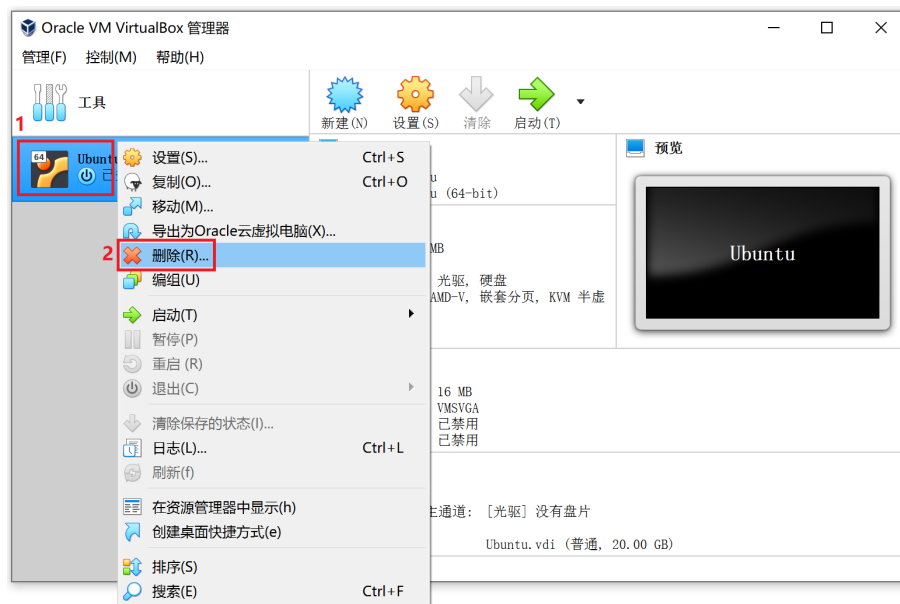 Oracle VM VirtualBox 管理器
管理(F) 控制(M) 帮助(H)
工具
新建(N) 设置(S) 清除 启动(T)
1
64
Ubuntu
预览
设置(S)... Ctrl+S
复制(O)... Ctrl+O
u
移动(M)...
u (64-bit)
导出为Oracle云虚拟电脑(X)...
2
删除(R)...
MB
Ubuntu
编组(U)
光驱, 硬盘
AMD-V, 嵌套分页, KVM 半虚
启动(T)
暂停(P)
重启 (R)
退出(C)
16 MB
VMSVGA
清除保存的状态(I)...
已禁用
日志(L)... Ctrl+L
已禁用
刷新(f)
在资源管理器中显示(h)
主通道: [光驱] 没有盘片
创建桌面快捷方式(e)
Ubuntu.vdi (普通, 20.00 GB)
排序(S)
搜索(E) Ctrl+F